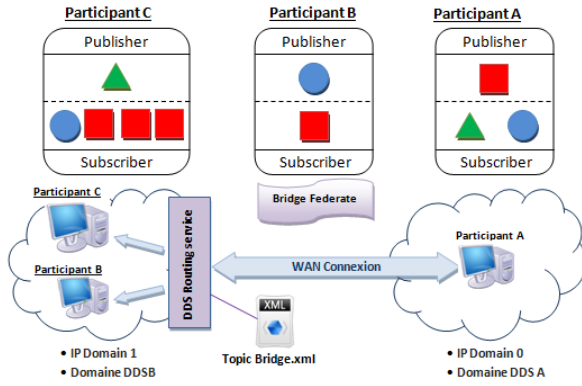 Participant C
Participant B
Participant A
Publisher
Publisher
Publisher
Subscriber
Subscriber
Subscriber
Participant C
Bridge Federate
Participant A
DDS Routing service
WAN Connexion
Participant B
XML
Topic Bridge.xml
• IP Domain 1
• Domaine DDSB
• IP Domain 0
• Domaine DDS A